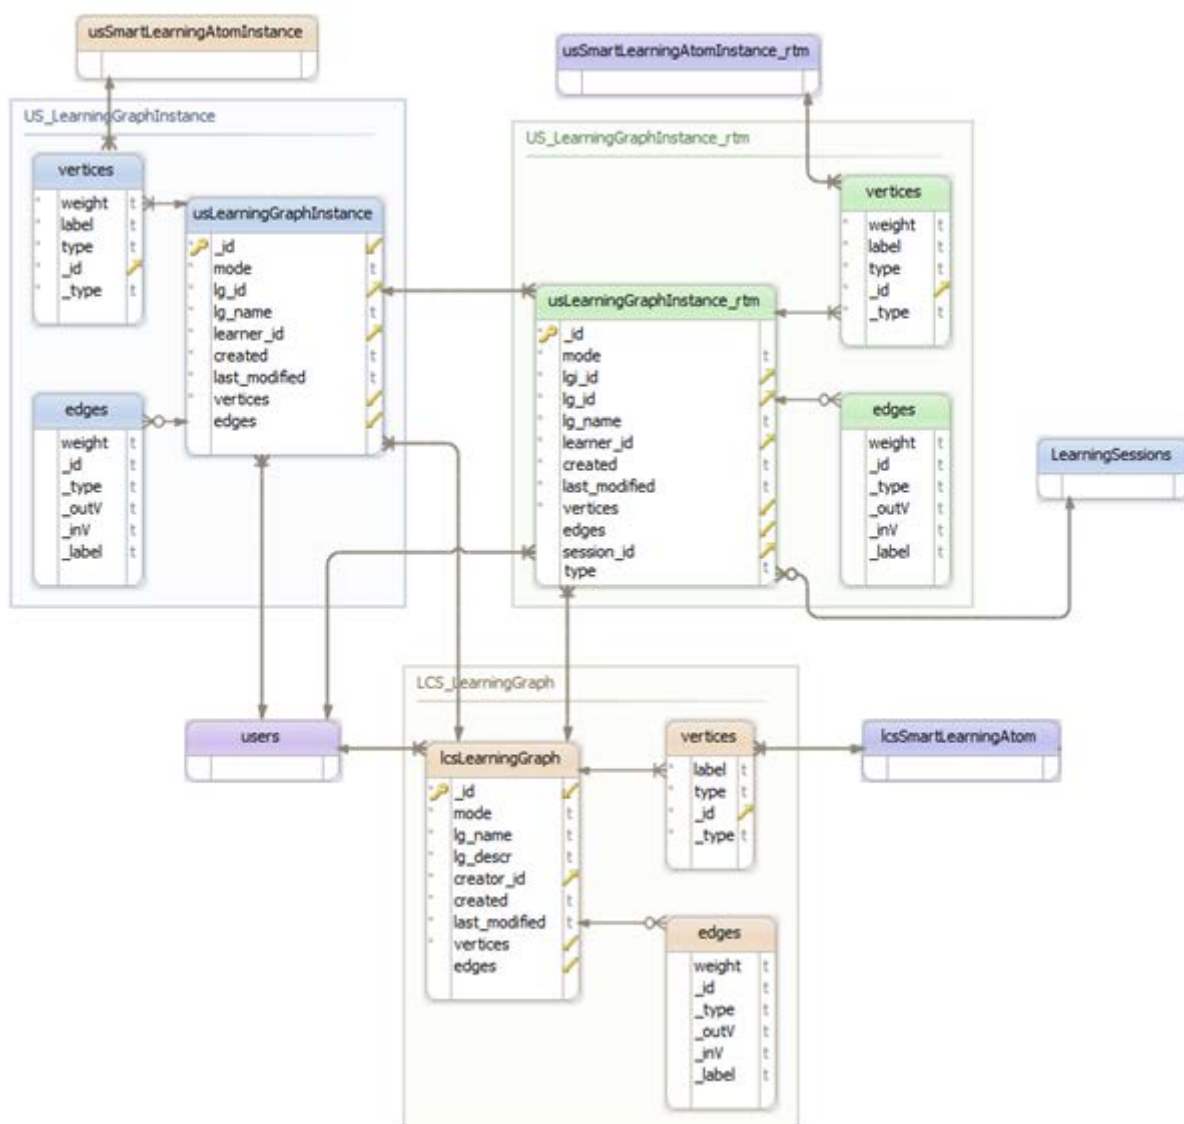 usSmartLearningAtomInstance
US_LearningGraphInstance
vertices
weight t
label t
type t
_id
_type t
usLearningGraphInstance
_id
mode t
lg_id
lg_name t
learner_id
created t
last_modified t
vertices
edges
edges
weight t
_id t
_type t
_outV t
_inV t
_label t
usSmartLearningAtomInstance_rtm
US_LearningGraphInstance_rtm
vertices
weight t
label t
type t
_id
_type t
usLearningGraphInstance_rtm
_id
mode t
lgi_id
lg_id
lg_name t
learner_id
created t
last_modified t
vertices
edges
session_id
type t
edges
weight t
_id t
_type t
_outV t
_inV t
_label t
LearningSessions
users
LCS_LearningGraph
lcsLearningGraph
_id
mode t
lg_name t
lg_descr t
creator_id
created t
last_modified t
vertices
edges
vertices
label t
type t
_id
_type t
lcsSmartLearningAtom
edges
weight t
_id t
_type t
_outV t
_inV t
_label t